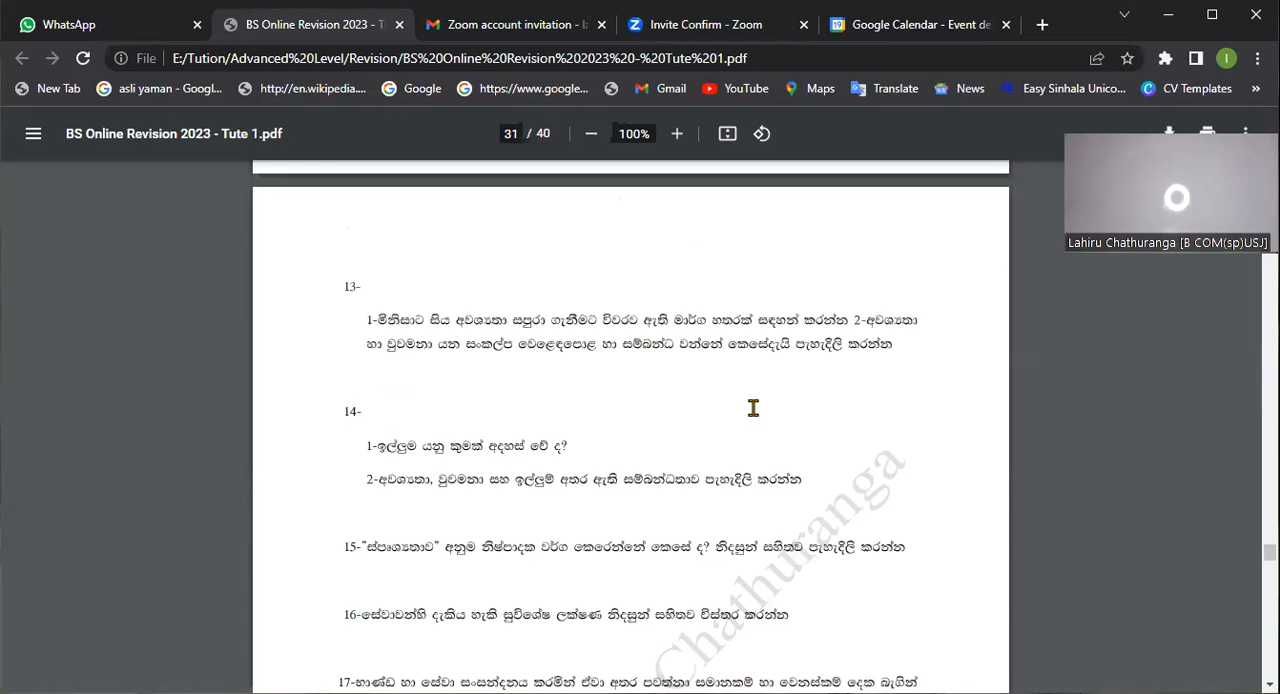 WhatsApp
BS Online Revision 2023 - T
Zoom account invitation - l
Invite Confirm - Zoom
Google Calendar - Event de
File E:/Tution/Advanced%20Level/Revision/BS%20Online%20Revision%202023%20-%20Tute%201.pdf
New Tab asli yaman - Googl... http://en.wikipedia.... Google https://www.google... Gmail YouTube Maps Translate News Easy Sinhala Unico... CV Templates »
BS Online Revision 2023 - Tute 1.pdf 31 / 40 100%
Lahiru Chathuranga [B COM(sp)USJ]
13-
1-මිනිසාට සිය අවශ්‍යතා සපුරා ගැනීමට විවරව ඇති මාර්ග හතරක් සඳහන් කරන්න 2-අවශ්‍යතා
හා වුවමනා යන සංකල්ප වෙළෙඳපොළ හා සම්බන්ධ වන්නේ කෙසේදැයි පැහැදිලි කරන්න
14-
1-ඉල්ලුම යනු කුමක් අදහස් වේ ද?
2-අවශ්‍යතා, වුවමනා සහ ඉල්ලුම් අතර ඇති සම්බන්ධතාව පැහැදිලි කරන්න
15-"ස්පෘශ්‍යතාව" අනුම නිෂ්පාදක වර්ග කෙරෙන්නේ කෙසේ ද? නිදසුන් සහිතව පැහැදිලි කරන්න
16-සේවාවන්හි දැකිය හැකි සුවිශේෂ ලක්ෂණ නිදසුන් සහිතව විස්තර කරන්න
17-භාණ්ඩ හා සේවා සංසන්දනය කරමින් ඒවා අතර පවත්නා සමානකම් හා වෙනස්කම් දෙක බැගින්
Chathuranga